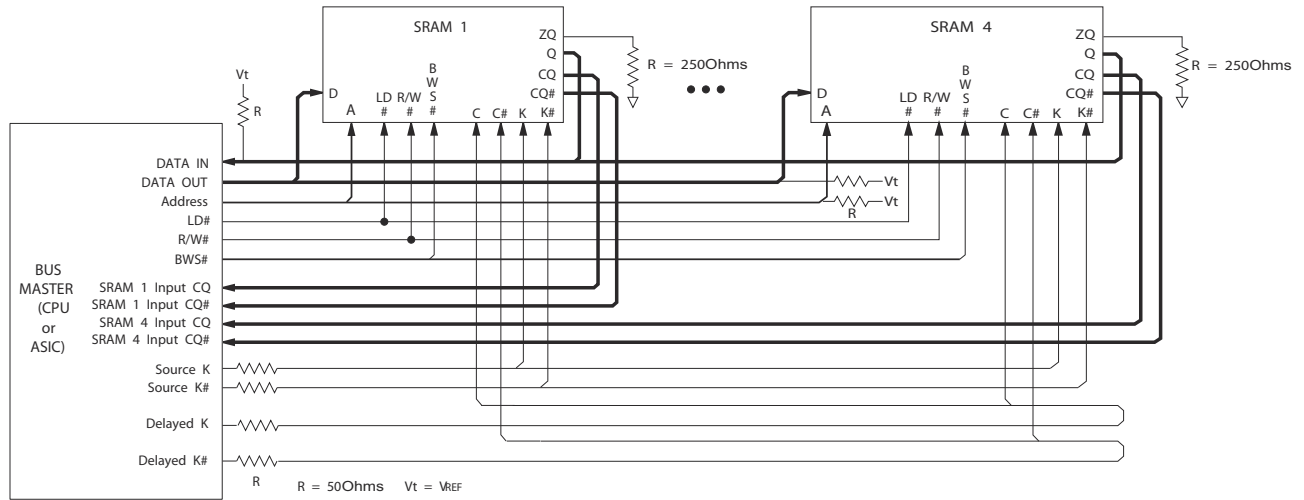 SRAM 1
SRAM 4
ZQ
Q
CQ
CQ#
R = 250Ohms
ZQ
Q
CQ
CQ#
R = 250Ohms
Vt
R
D
A
LD
#
R/W
#
B
W
S
#
C
C#
K
K#
D
A
LD
#
R/W
#
B
W
S
#
C
C#
K
K#
DATA IN
DATA OUT
Address
LD#
R/W#
BWS#
Vt
Vt
R
BUS
MASTER
(CPU
or
ASIC)
SRAM 1 Input CQ
SRAM 1 Input CQ#
SRAM 4 Input CQ
SRAM 4 Input CQ#
Source K
Source K#
Delayed K
Delayed K#
R
R = 50Ohms Vt = VREF